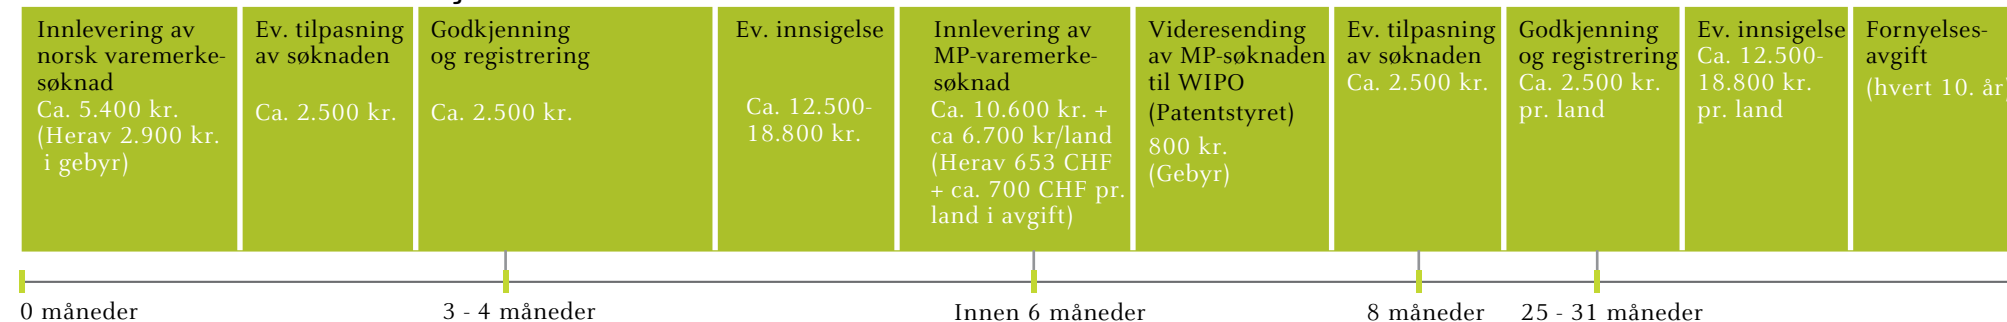 Innlevering av
norsk varemerke-
søknad
Ca. 5.400 kr.
(Herav 2.900 kr.
i gebyr)
Ev. tilpasning
av søknaden
Ca. 2.500 kr.
Godkjenning
og registrering
Ca. 2.500 kr.
Ev. innsigelse
Ca. 12.500-
18.800 kr.
Innlevering av
MP-varemerke-
søknad
Ca. 10.600 kr. +
ca 6.700 kr/land
(Herav 653 CHF
+ ca. 700 CHF pr.
land i avgift)
Videresending
av MP-søknaden
til WIPO
(Patentstyret)
800 kr.
(Gebyr)
Ev. tilpasning
av søknaden
Ca. 2.500 kr.
Godkjenning
og registrering
Ca. 2.500 kr.
pr. land
Ev. innsigelse
Ca. 12.500-
18.800 kr.
pr. land
Fornyelses-
avgift
(hvert 10. år)
0 måneder
3 - 4 måneder
Innen 6 måneder
8 måneder
25 - 31 måneder